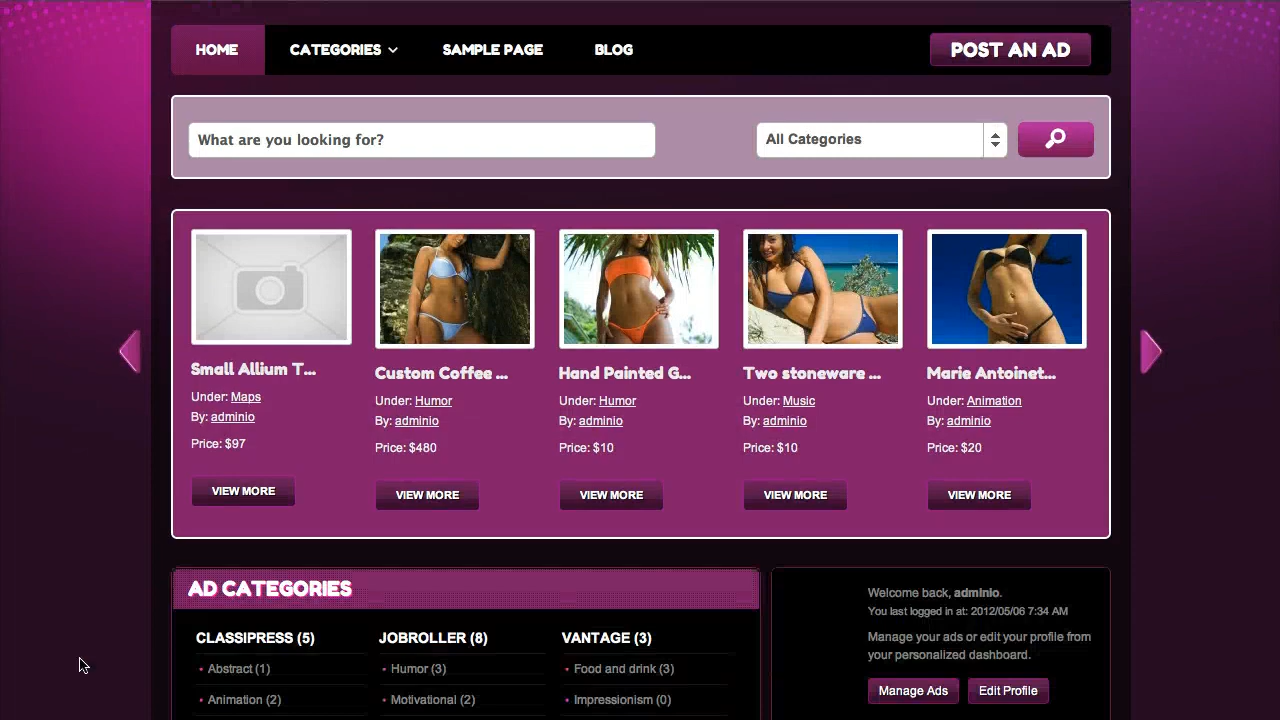 HOME CATEGORIES SAMPLE PAGE BLOG POST AN AD
What are you looking for? All Categories
Small Allium T...
Under: Maps
By: adminio
Price: $97
VIEW MORE
Custom Coffee ...
Under: Humor
By: adminio
Price: $480
VIEW MORE
Hand Painted G...
Under: Humor
By: adminio
Price: $10
VIEW MORE
Two stoneware ...
Under: Music
By: adminio
Price: $10
VIEW MORE
Marie Antoinet...
Under: Animation
By: adminio
Price: $20
VIEW MORE
AD CATEGORIES
CLASSIPRESS (5)
Abstract (1)
Animation (2)
JOBROLLER (8)
Humor (3)
Motivational (2)
VANTAGE (3)
Food and drink (3)
Impressionism (0)
Welcome back, adminio.
You last logged in at: 2012/05/06 7:34 AM
Manage your ads or edit your profile from
your personalized dashboard.
Manage Ads Edit Profile